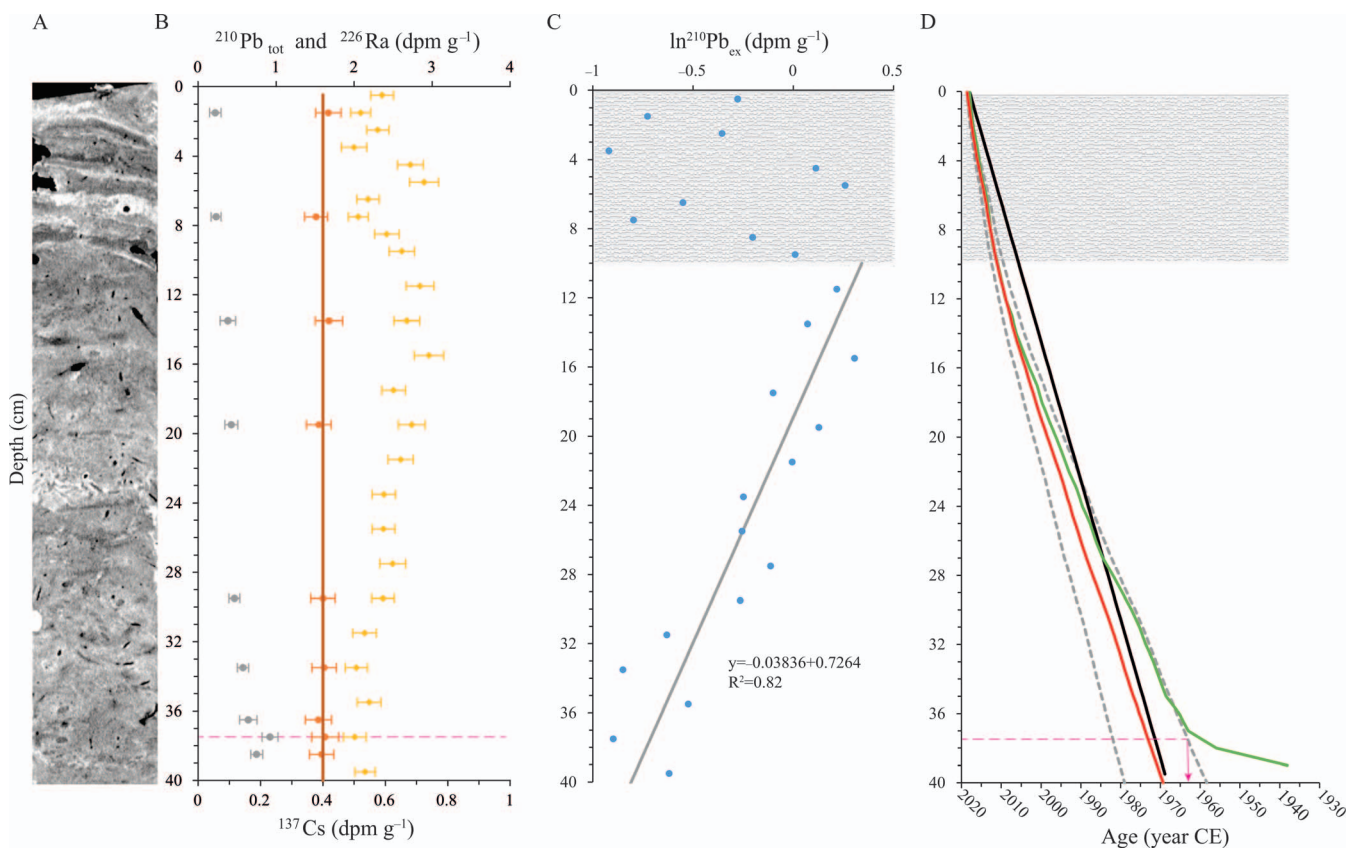 A
B
C
D
²¹⁰Pb tot and ²²⁶Ra (dpm g⁻¹)
0 1 2 3 4
ln²¹⁰Pbex (dpm g⁻¹)
−1 −0.5 0 0.5
Depth (cm)
0
4
8
12
16
20
24
28
32
36
40
0
4
8
12
16
20
24
28
32
36
40
0
4
8
12
16
20
24
28
32
36
40
y=−0.03836+0.7264
R²=0.82
0 0.2 0.4 0.6 0.8 1
¹³⁷Cs (dpm g⁻¹)
2020 2010 2000 1990 1980 1970 1960 1950 1940 1930
Age (year CE)